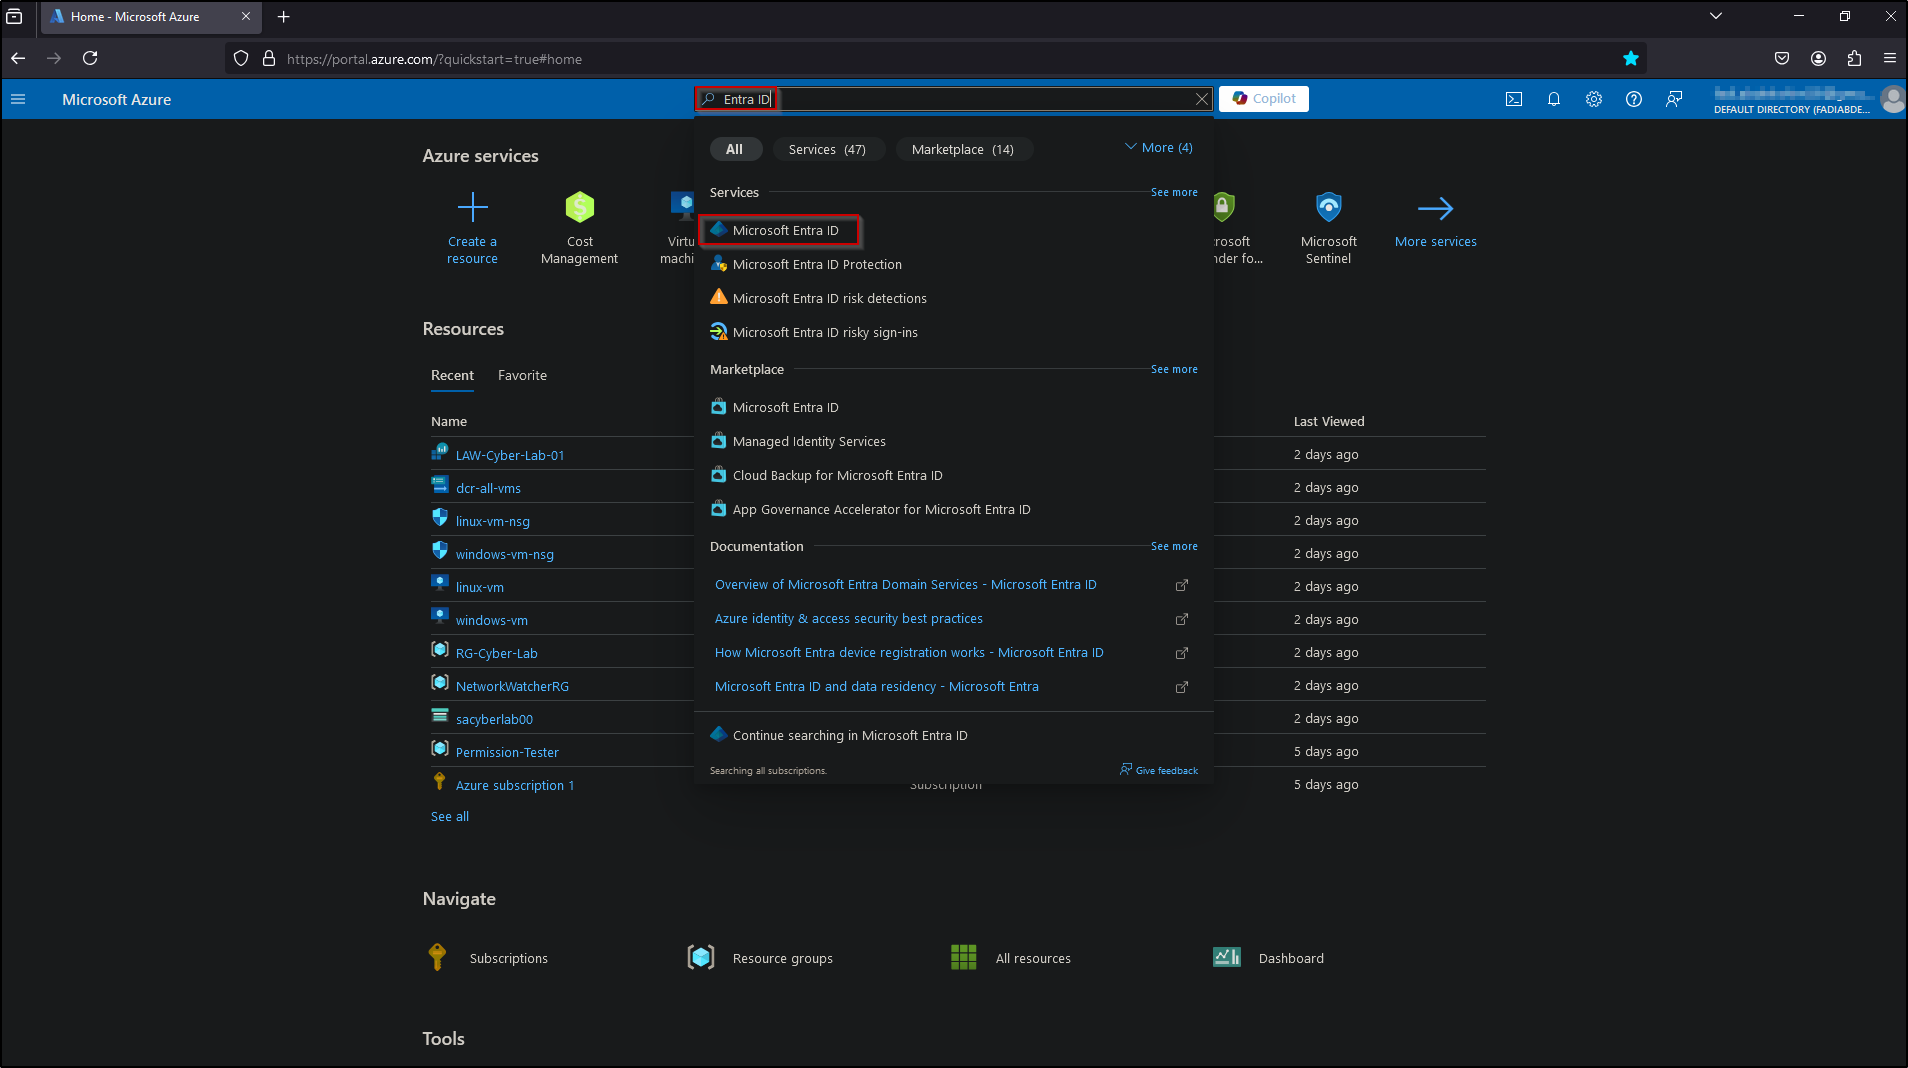 Home - Microsoft Azure
https://portal.azure.com/?quickstart=true#home
Microsoft Azure
Entra ID
Copilot
DEFAULT DIRECTORY (FADIABDE...
Azure services
Create a
resource
Cost
Management
Virtu
machi
rosoft
nder fo...
Microsoft
Sentinel
More services
All
Services (47)
Marketplace (14)
More (4)
Services
See more
Microsoft Entra ID
Microsoft Entra ID Protection
Microsoft Entra ID risk detections
Microsoft Entra ID risky sign-ins
Marketplace
See more
Microsoft Entra ID
Managed Identity Services
Cloud Backup for Microsoft Entra ID
App Governance Accelerator for Microsoft Entra ID
Documentation
See more
Overview of Microsoft Entra Domain Services - Microsoft Entra ID
Azure identity & access security best practices
How Microsoft Entra device registration works - Microsoft Entra ID
Microsoft Entra ID and data residency - Microsoft Entra
Continue searching in Microsoft Entra ID
Searching all subscriptions.
Give feedback
Resources
Recent
Favorite
Name
Last Viewed
LAW-Cyber-Lab-01
2 days ago
dcr-all-vms
2 days ago
linux-vm-nsg
2 days ago
windows-vm-nsg
2 days ago
linux-vm
2 days ago
windows-vm
2 days ago
RG-Cyber-Lab
2 days ago
NetworkWatcherRG
2 days ago
sacyberlab00
2 days ago
Permission-Tester
5 days ago
Azure subscription 1
Subscription
5 days ago
See all
Navigate
Subscriptions
Resource groups
All resources
Dashboard
Tools